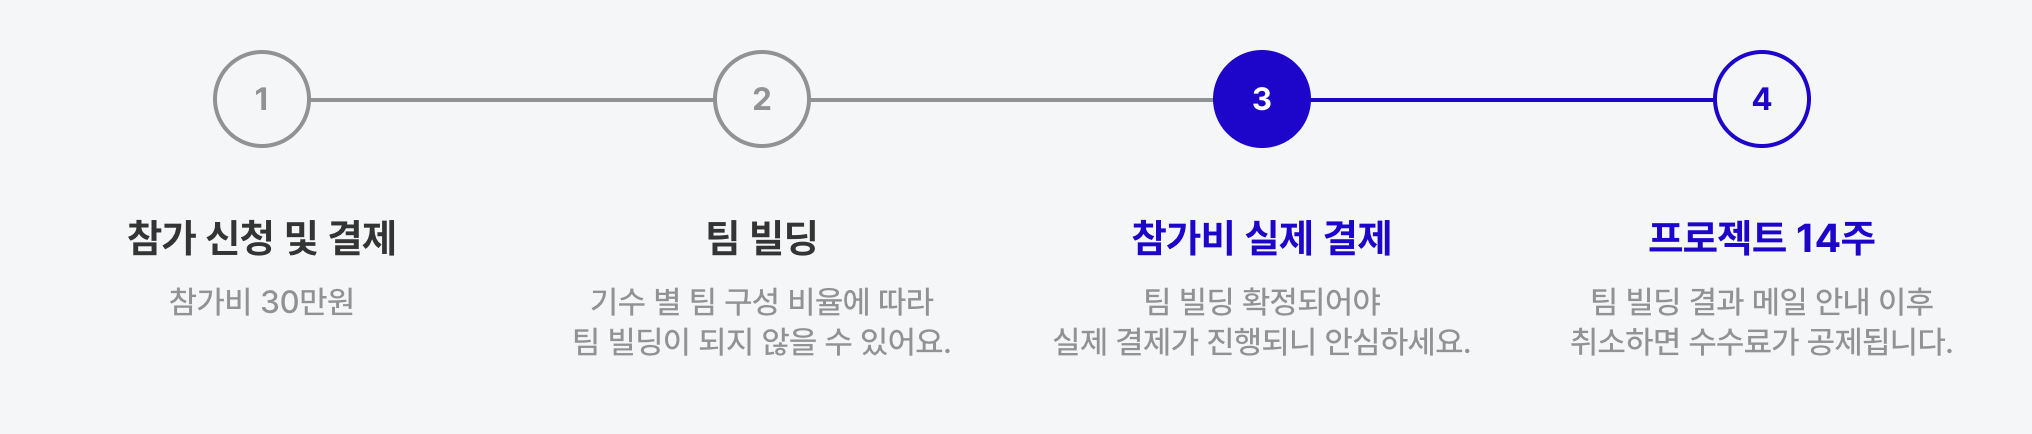 1
2
3
4
참가 신청 및 결제
참가비 30만원
팀 빌딩
기수 별 팀 구성 비율에 따라
팀 빌딩이 되지 않을 수 있어요.
참가비 실제 결제
팀 빌딩 확정되어야
실제 결제가 진행되니 안심하세요.
프로젝트 14주
팀 빌딩 결과 메일 안내 이후
취소하면 수수료가 공제됩니다.